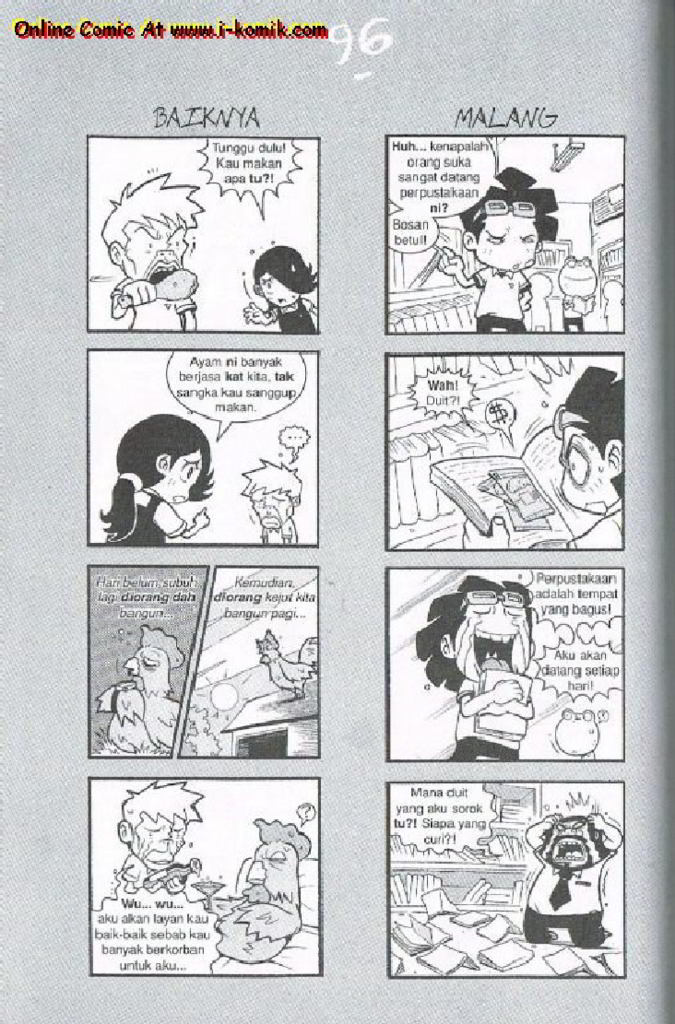 Online Comic At www.i-komik.com
96
BAIKNYA
Tunggu dulu!
Kau makan
apa tu?!
Ayam ni banyak
berjasa kat kita, tak
sangka kau sanggup
makan.
...
Hari belum subuh
lagi diorang dah
bangun...
Kemudian,
diorang kejut kita
bangun pagi...
?
Wu... wu...
aku akan layan kau
baik-baik sebab kau
banyak berkorban
untuk aku...
MALANG
Huh... kenapalah
orang suka
sangat datang
perpustakaan
ni?
Bosan
betul!
Wah!
Duit?!
$
Perpustakaan
adalah tempat
yang bagus!
Aku akan
datang setiap
hari!
?
Mana duit
yang aku sorok
tu?! Siapa yang
curi?!